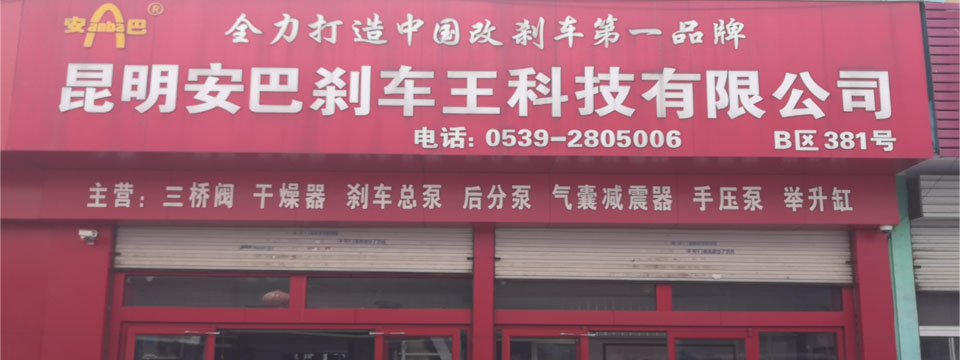 安anba巴®
全力打造中国改刹车第一品牌
昆明安巴刹车王科技有限公司
电话：0539-2805006 B区381号
主营：三桥阀 干燥器 刹车总泵 后分泵 气囊减震器 手压泵 举升缸